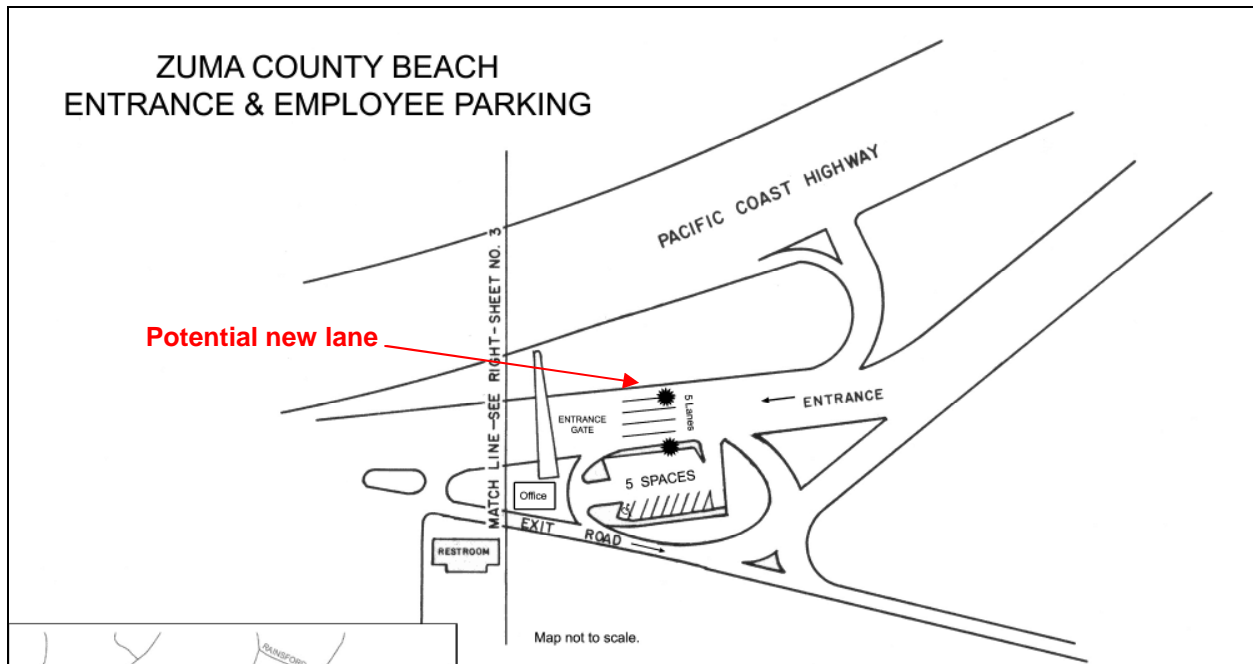 ZUMA COUNTY BEACH
ENTRANCE & EMPLOYEE PARKING
PACIFIC COAST HIGHWAY
MATCH LINE—SEE RIGHT-SHEET NO. 3
Potential new lane
ENTRANCE
5 Lanes
ENTRANCE
GATE
5 SPACES
Office
EXIT ROAD
RESTROOM
Map not to scale.
RAINSFORD